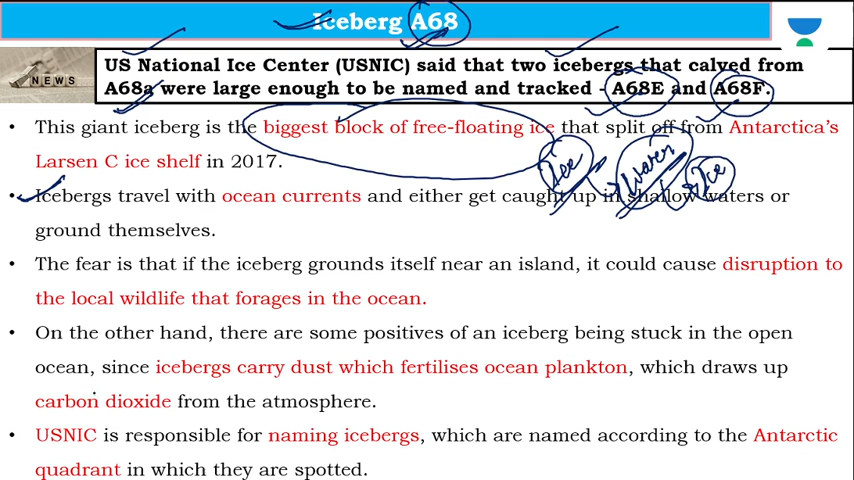 Iceberg A68
NEWS
US National Ice Center (USNIC) said that two icebergs that calved from
A68a were large enough to be named and tracked - A68E and A68F.
• This giant iceberg is the biggest block of free-floating ice that split off from Antarctica's
Larsen C ice shelf in 2017.
Ice Water Ice
• Icebergs travel with ocean currents and either get caught up in shallow waters or
ground themselves.
• The fear is that if the iceberg grounds itself near an island, it could cause disruption to
the local wildlife that forages in the ocean.
• On the other hand, there are some positives of an iceberg being stuck in the open
ocean, since icebergs carry dust which fertilises ocean plankton, which draws up
carbon dioxide from the atmosphere.
• USNIC is responsible for naming icebergs, which are named according to the Antarctic
quadrant in which they are spotted.